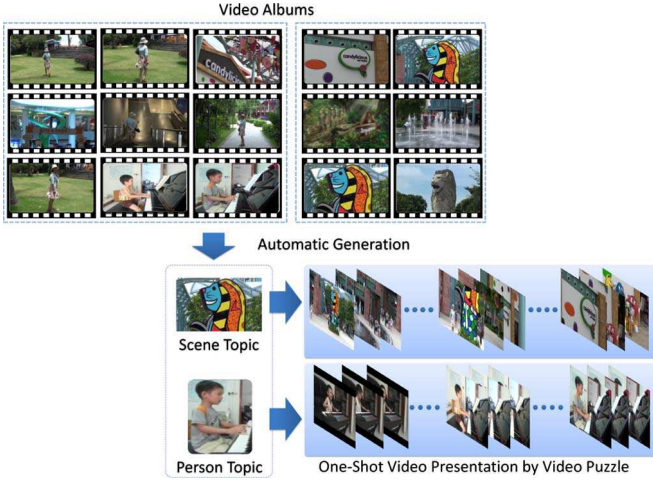 Video Albums
candylicious
candylicious
Automatic Generation
Scene Topic
Person Topic
One-Shot Video Presentation by Video Puzzle